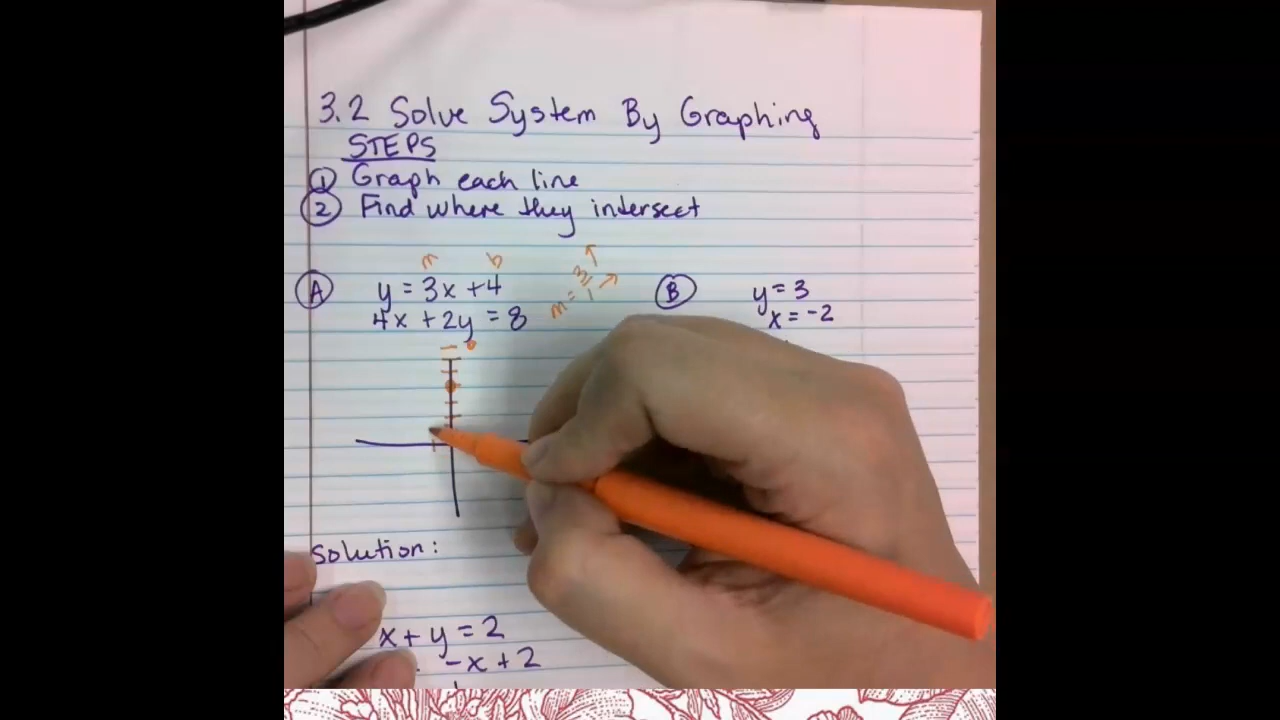 3.2 Solve System By Graphing
STEPS
① Graph each line
② Find where they intersect
m b
Ⓐ y = 3x + 4
4x + 2y = 8
m = 3/1
Ⓑ y = 3
x = -2
Solution:
x + y = 2
-x + 2